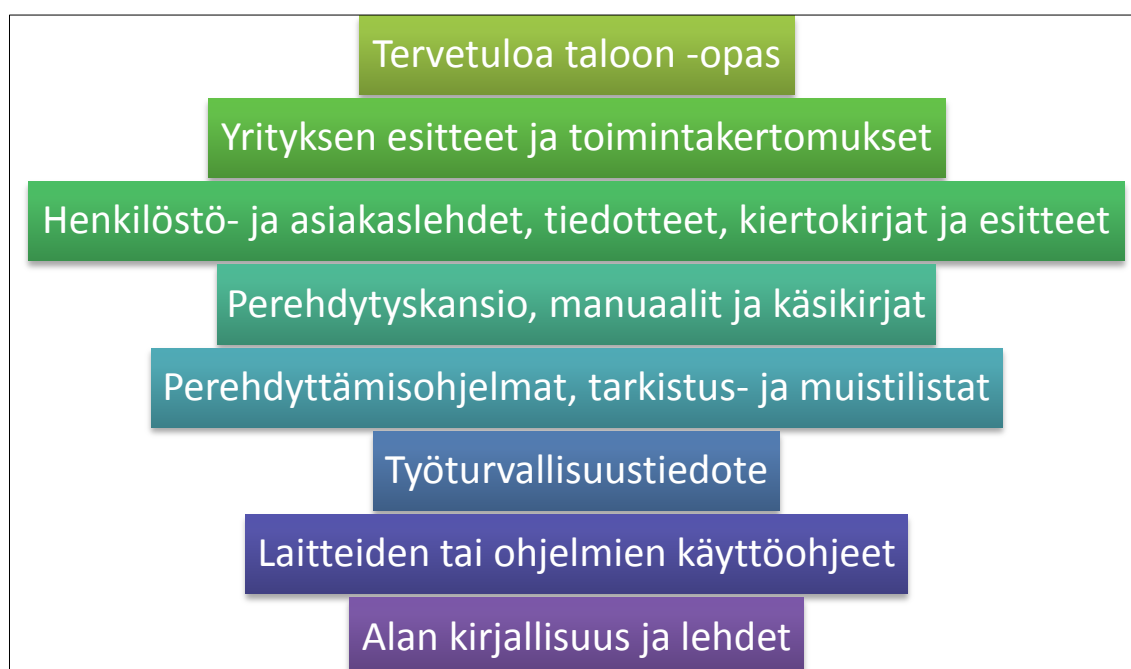 Tervetuloa taloon -opas
Yrityksen esitteet ja toimintakertomukset
Henkilöstö- ja asiakaslehdet, tiedotteet, kiertokirjat ja esitteet
Perehdytyskansio, manuaalit ja käsikirjat
Perehdyttämisohjelmat, tarkistus- ja muistilistat
Työturvallisuustiedote
Laitteiden tai ohjelmien käyttöohjeet
Alan kirjallisuus ja lehdet